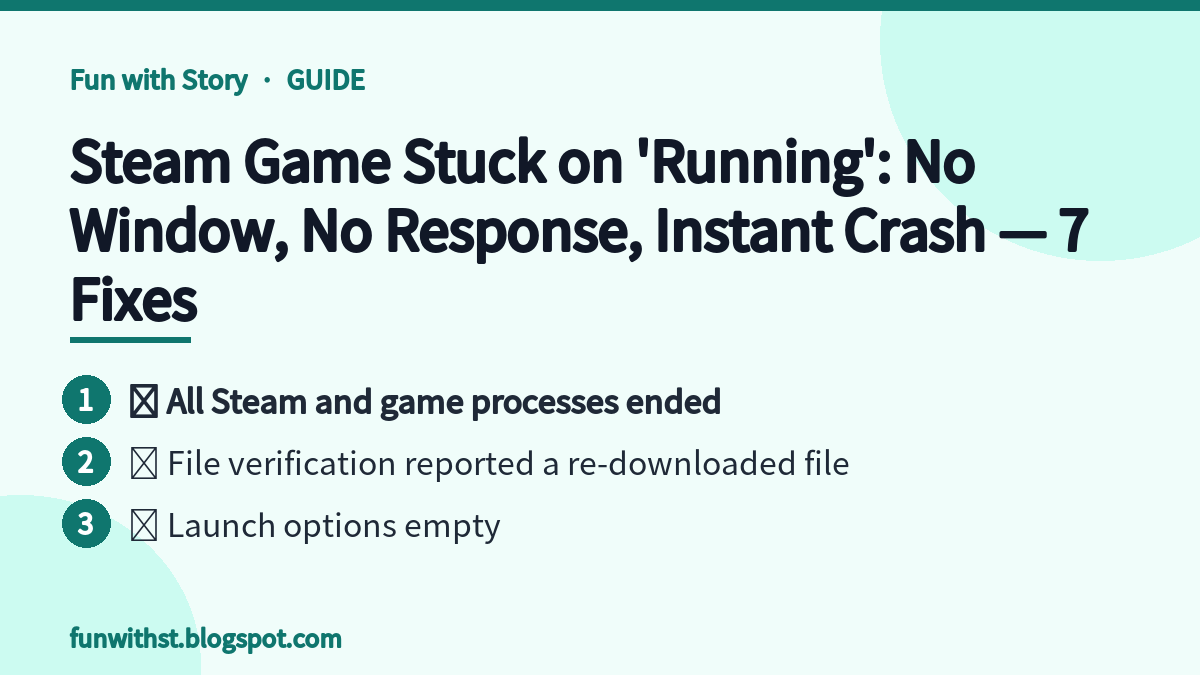 Fun with Story · GUIDE
Steam Game Stuck on 'Running': No
Window, No Response, Instant Crash — 7
Fixes
1 All Steam and game processes ended
2 File verification reported a re-downloaded file
3 Launch options empty
funwithst.blogspot.com